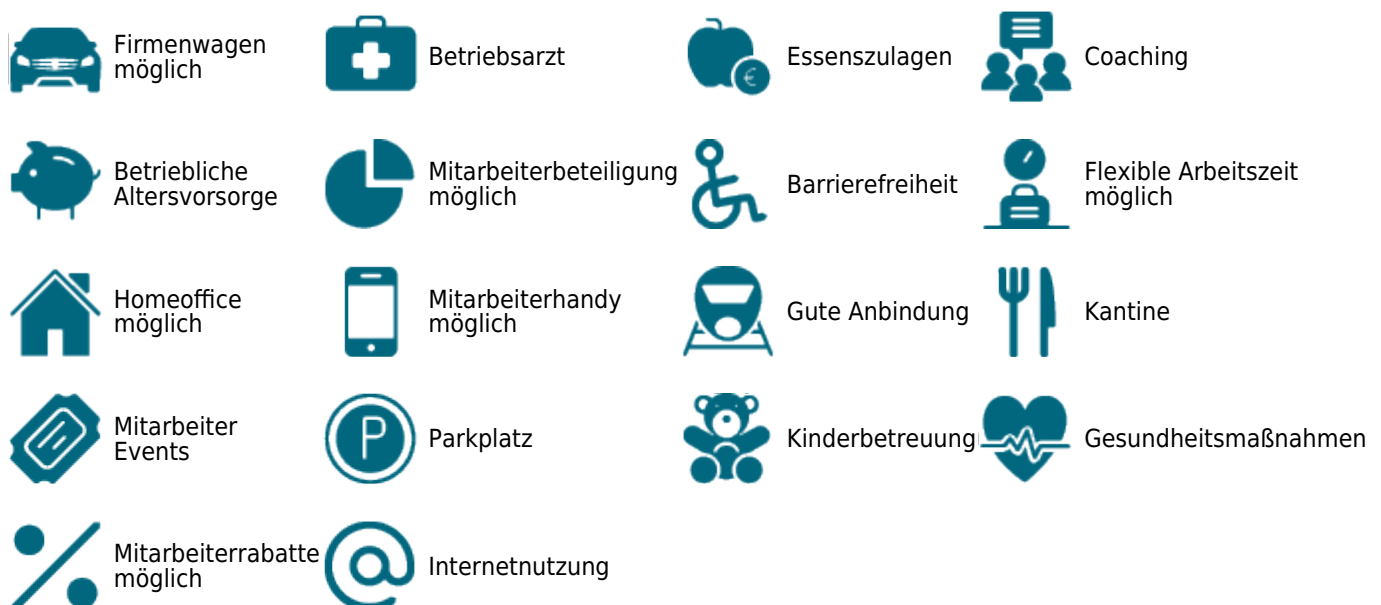 Firmenwagen
möglich
Betriebsarzt
Essenszulagen
Coaching
Betriebliche
Altersvorsorge
Mitarbeiterbeteiligung
möglich
Barrierefreiheit
Flexible Arbeitszeit
möglich
Homeoffice
möglich
Mitarbeiterhandy
möglich
Gute Anbindung
Kantine
Mitarbeiter
Events
P
Parkplatz
Kinderbetreuung
Gesundheitsmaßnahmen
Mitarbeiterrabatte
möglich
Internetnutzung